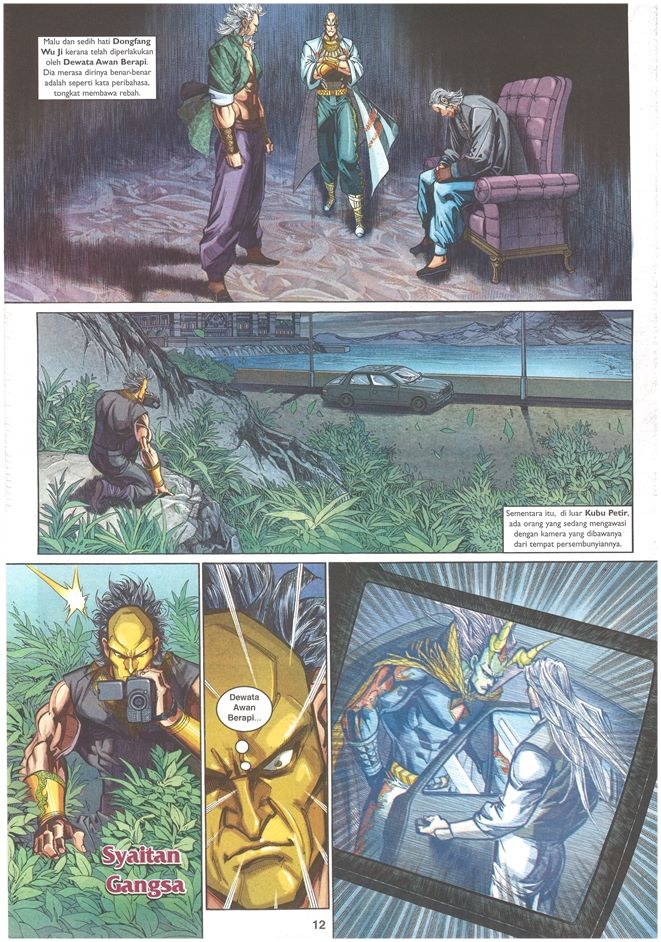 Malu dan sedih hati Dongfang
Wu Ji kerana telah diperlakukan
oleh Dewata Awan Berapi.
Dia merasa dirinya benar-benar
adalah seperti kata peribahasa,
tongkat membawa rebah.
Sementara itu, di luar Kubu Petir,
ada orang yang sedang mengawasi
dengan kamera yang dibawanya
dari tempat persembunyiannya.
Dewata
Awan
Berapi...
Syaitan
Gangsa
12